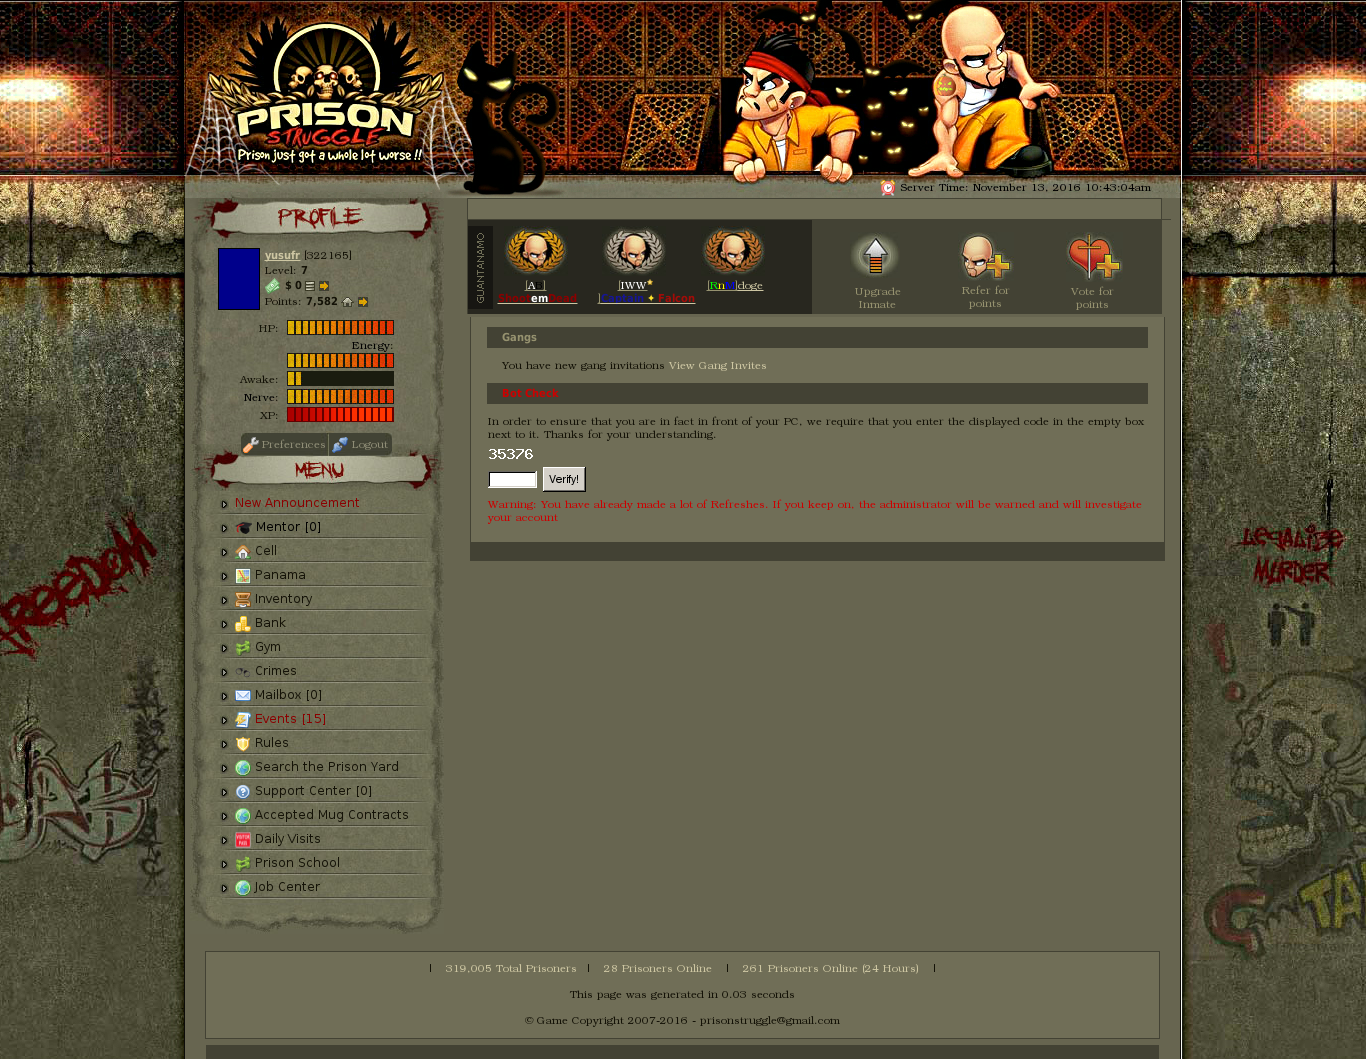 PRISON
STRUGGLE
Prison just got a whole lot worse !!
Server Time: November 13, 2016 10:43:04am
PROFILE
yusufr [322165]
Level: 7
$ 0
Points: 7,582
HP:
Energy:
Awake:
Nerve:
XP:
Preferences Logout
MENU
New Announcement
Mentor [0]
Cell
Panama
Inventory
Bank
Gym
Crimes
Mailbox [0]
Events [15]
Rules
Search the Prison Yard
Support Center [0]
Accepted Mug Contracts
Daily Visits
Prison School
Job Center
GUANTANAMO
]IWW
]Captain ✦ Falcon
doge
Upgrade
Inmate
Refer for
points
Vote for
points
Gangs
You have new gang invitations View Gang Invites
Bot Check
In order to ensure that you are in fact in front of your PC, we require that you enter the displayed code in the empty box
next to it. Thanks for your understanding.
35376
Verify!
Warning: You have already made a lot of Refreshes. If you keep on, the administrator will be warned and will investigate
your account
FREEDOM
LEGALIZE
MURDER
| 319,005 Total Prisoners | 28 Prisoners Online | 261 Prisoners Online (24 Hours) |
This page was generated in 0.03 seconds
© Game Copyright 2007-2016 - prisonstruggle@gmail.com